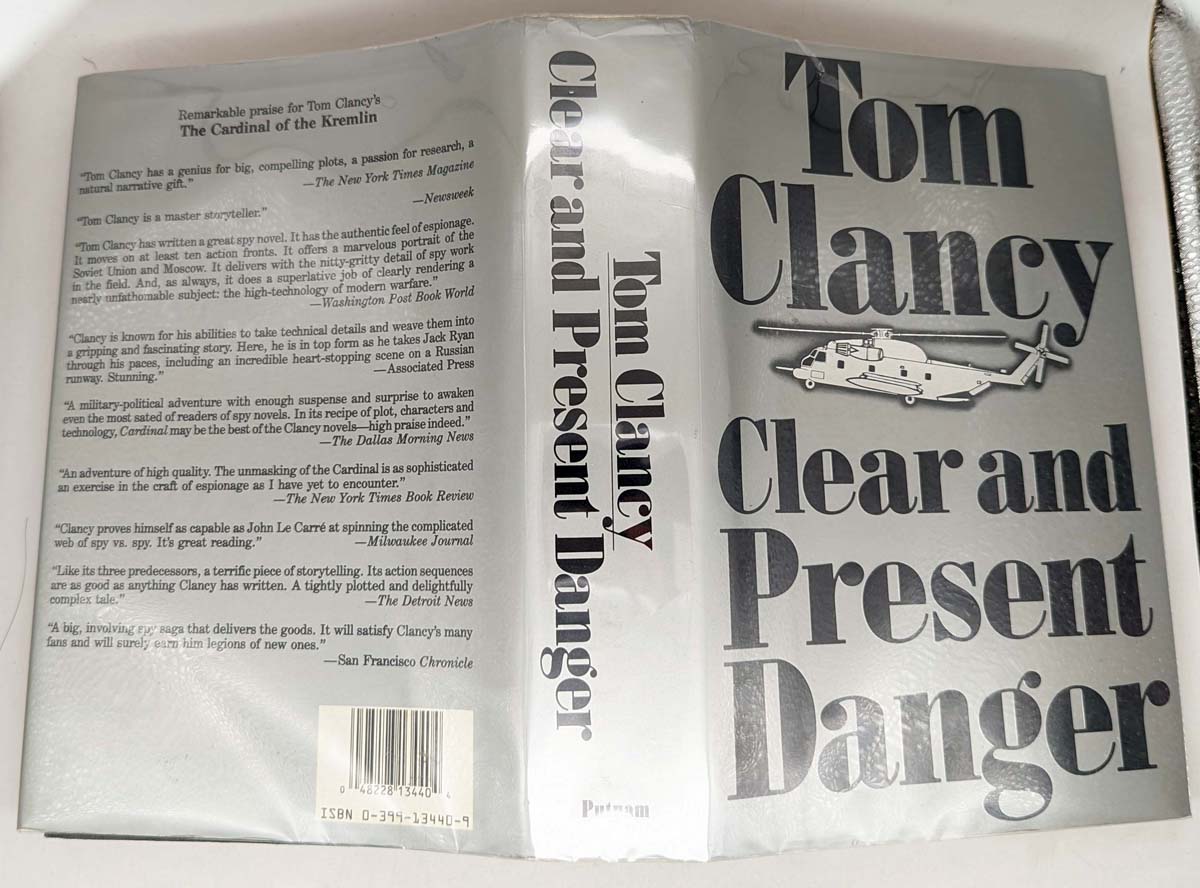 Remarkable praise for Tom Clancy's
The Cardinal of the Kremlin
"Tom Clancy has a genius for big, compelling plots, a passion for research, a
natural narrative gift."
—The New York Times Magazine
"Tom Clancy is a master storyteller."
—Newsweek
"Tom Clancy has written a great spy novel. It has the authentic feel of espionage.
It moves on at least ten action fronts. It offers a marvelous portrait of the
Soviet Union and Moscow. It delivers with the nitty-gritty detail of spy work
in the field. And, as always, it does a superlative job of clearly rendering a
nearly unfathomable subject: the high-technology of modern warfare."
—Washington Post Book World
"Clancy is known for his abilities to take technical details and weave them into
a gripping and fascinating story. Here, he is in top form as he takes Jack Ryan
through his paces, including an incredible heart-stopping scene on a Russian
runway. Stunning."
—Associated Press
"A military-political adventure with enough suspense and surprise to awaken
even the most sated of readers of spy novels. In its recipe of plot, characters and
technology, Cardinal may be the best of the Clancy novels—high praise indeed."
—The Dallas Morning News
"An adventure of high quality. The unmasking of the Cardinal is as sophisticated
an exercise in the craft of espionage as I have yet to encounter."
—The New York Times Book Review
"Clancy proves himself as capable as John Le Carré at spinning the complicated
web of spy vs. spy. It's great reading."
—Milwaukee Journal
"Like its three predecessors, a terrific piece of storytelling. Its action sequences
are as good as anything Clancy has written. A tightly plotted and delightfully
complex tale."
—The Detroit News
"A big, involving spy saga that delivers the goods. It will satisfy Clancy's many
fans and will surely earn him legions of new ones."
—San Francisco Chronicle
0 48228 13440 4
ISBN 0-399-13440-9
Tom Clancy
Clear and Present Danger
Putnam
Tom
Clancy
Clear and
Present
Danger